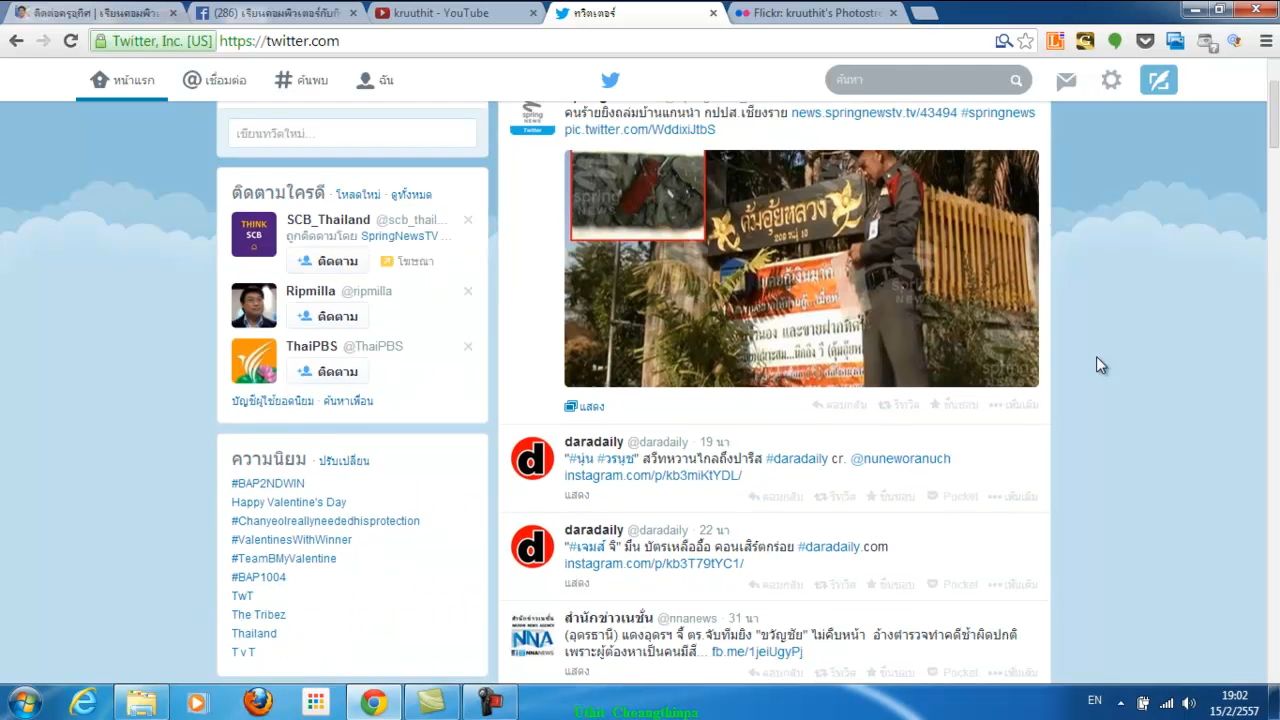 ติดต่อครูอุทิศ | เรียนคอมพิวเ
(286) เรียนคอมพิวเตอร์กับก
kruuthit - YouTube
ทวิตเตอร์
Flickr: kruuthit's Photostre
Twitter, Inc. [US] https://twitter.com
หน้าแรก
เชื่อมต่อ
ค้นพบ
ฉัน
ค้นหา
เขียนทวีตใหม่...
ติดตามใครดี · โหลดใหม่ · ดูทั้งหมด
SCB_Thailand @scb_thail...
ถูกติดตามโดย SpringNewsTV ...
ติดตาม
โฆษณา
Ripmilla @ripmilla
ติดตาม
ThaiPBS @ThaiPBS
ติดตาม
บัญชีผู้ใช้ยอดนิยม · ค้นหาเพื่อน
ความนิยม · ปรับเปลี่ยน
#BAP2NDWIN
Happy Valentine's Day
#Chanyeolreallyneededhisprotection
#ValentinesWithWinner
#TeamBMyValentine
#BAP1004
TwT
The Tribez
Thailand
T v T
spring
NEWS
Twitter
คนร้ายยิงถล่มบ้านแกนนำ กปปส.เชียงราย news.springnewstv.tv/43494 #springnews
pic.twitter.com/WddixiJtbS
คุ้มอุ้ยหลวง
แสดง
ตอบกลับ รีทวีต ชื่นชอบ เพิ่มเติม
daradaily @daradaily · 19 นา
"#นุ่น #วรนุช" สวีทหวานไกลถึงปารีส #daradaily cr. @nuneworanuch
instagram.com/p/kb3miKtYDL/
แสดง
ตอบกลับ รีทวีต ชื่นชอบ Pocket เพิ่มเติม
daradaily @daradaily · 22 นา
"#เจมส์ จิ" มึน บัตรเหลืออื้อ คอนเสิร์ตกร่อย #daradaily.com
instagram.com/p/kb3T79tYC1/
แสดง
ตอบกลับ รีทวีต ชื่นชอบ Pocket เพิ่มเติม
สำนักข่าวเนชั่น @nnanews · 31 นา
(อุดรธานี) แดงอุดรฯ จี้ ตร.จับทีมยิง "ขวัญชัย" ไม่คืบหน้า อ้างตำรวจทำคดีช้าผิดปกติ
เพราะผู้ต้องหาเป็นคนมีสี... fb.me/1jeiUgyPj
แสดง
ตอบกลับ รีทวีต ชื่นชอบ Pocket เพิ่มเติม
NNA
EN
19:02
15/2/2557